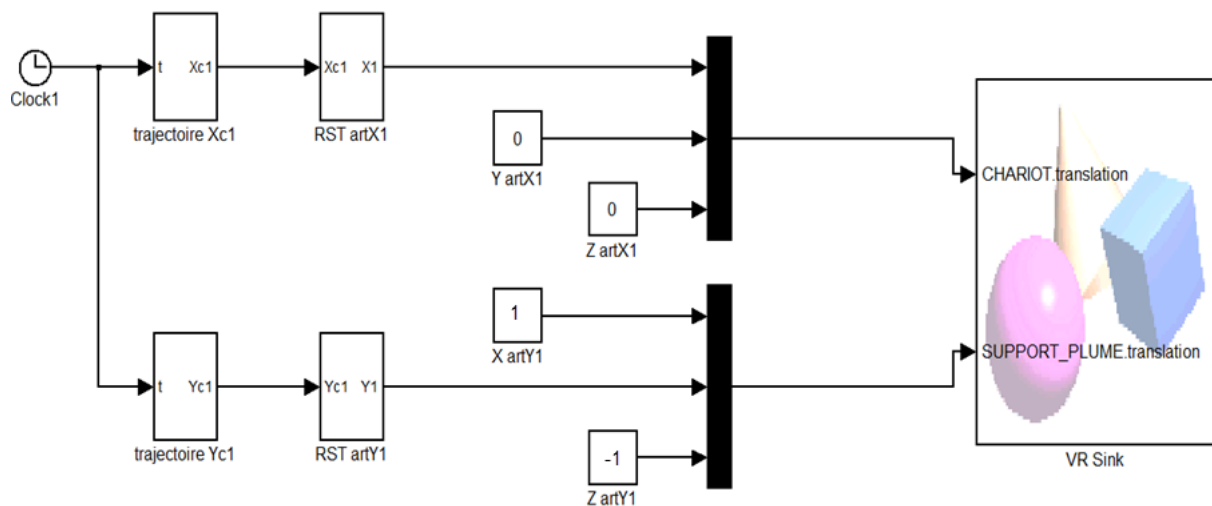 Clock1
t Xc1
trajectoire Xc1
Xc1 X1
RST artX1
0
Y artX1
0
Z artX1
1
X artY1
t Yc1
trajectoire Yc1
Yc1 Y1
RST artY1
-1
Z artY1
CHARIOT.translation
SUPPORT_PLUME.translation
VR Sink